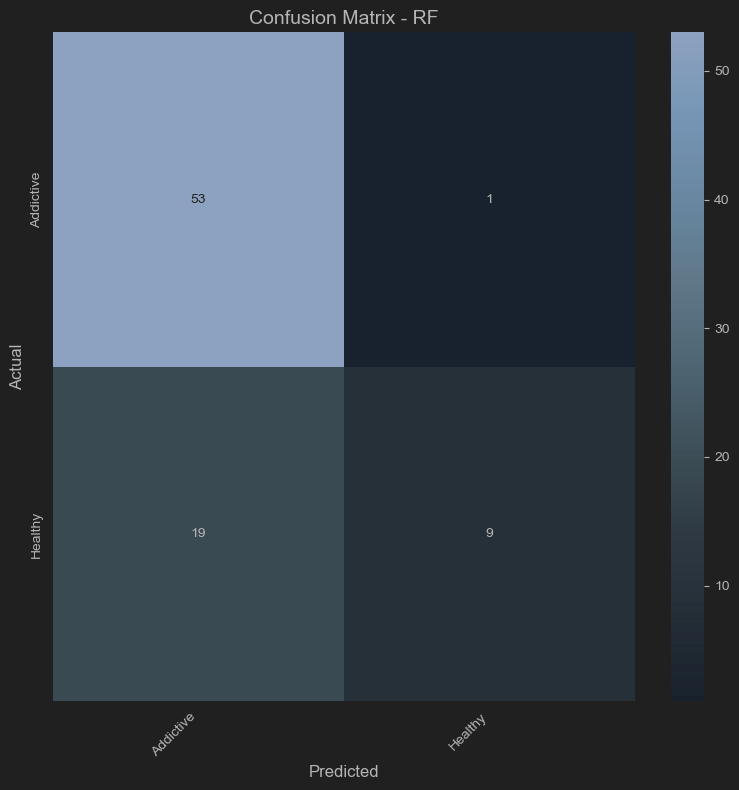 Confusion Matrix - RF
Actual
Addictive
53
1
Healthy
19
9
Addictive
Healthy
Predicted
50
40
30
20
10